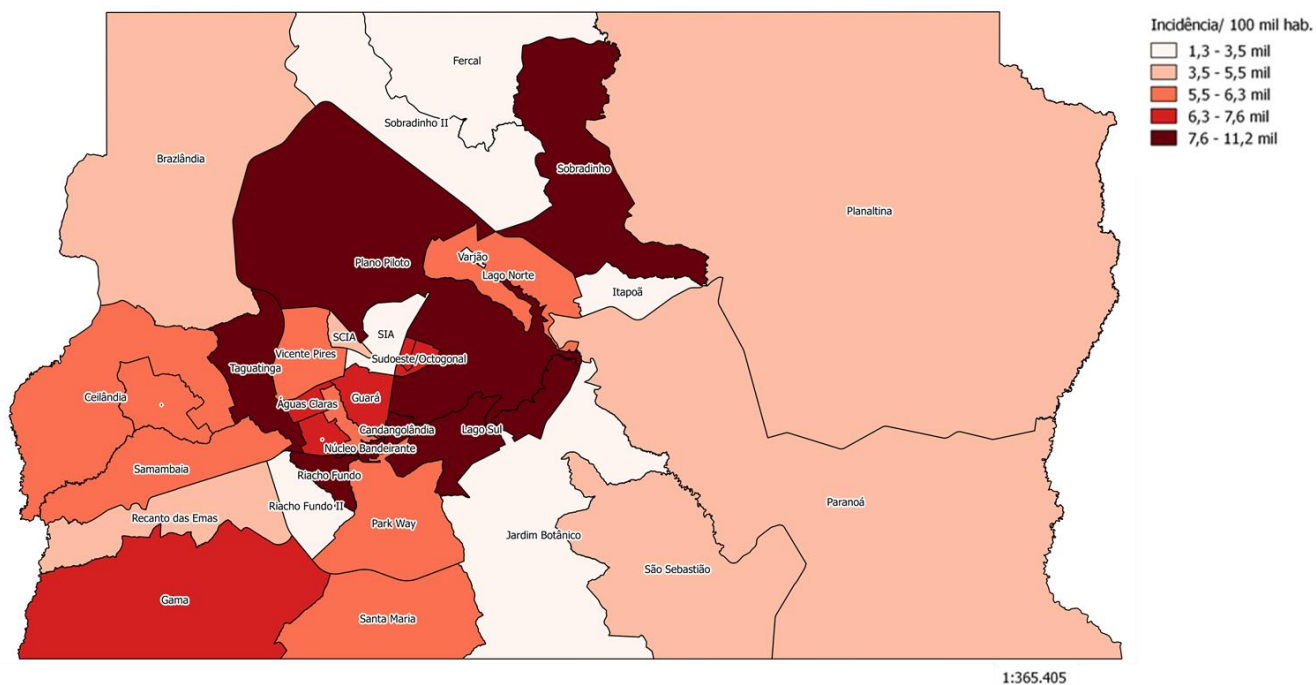 Incidência/ 100 mil hab.
1,3 - 3,5 mil
3,5 - 5,5 mil
5,5 - 6,3 mil
6,3 - 7,6 mil
7,6 - 11,2 mil
Fercal
Sobradinho II
Brazlândia
Sobradinho
Planaltina
Varjão
Plano Piloto
Lago Norte
Itapoã
SIA
SCIA
Vicente Pires
Sudoeste/Octogonal
Taguatinga
Ceilândia
Águas Claras
Guará
Candangolândia
Lago Sul
Núcleo Bandeirante
Samambaia
Riacho Fundo
Paranoá
Riacho Fundo II
Recanto das Emas
Park Way
Jardim Botânico
São Sebastião
Gama
Santa Maria
1:365.405